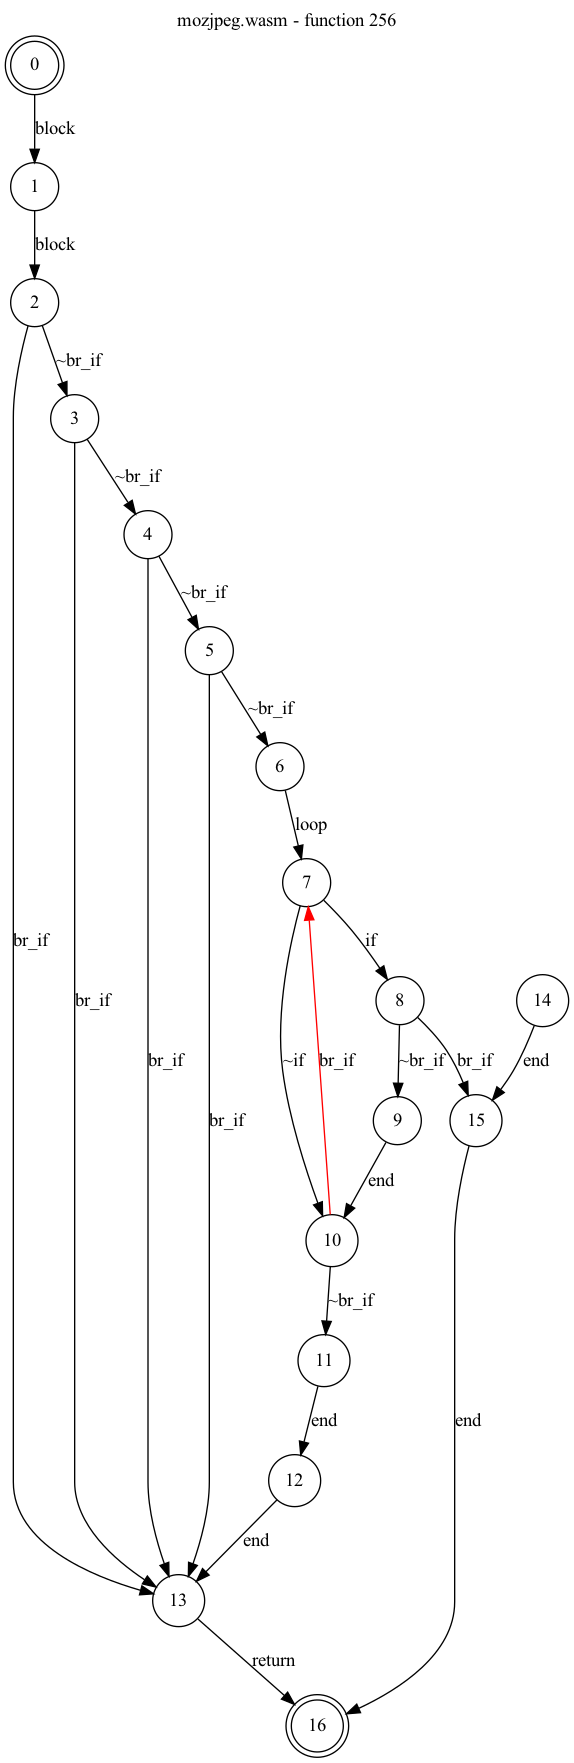 mozjpeg.wasm - function 256
0
block
1
block
2
~br_if
3
~br_if
4
~br_if
5
~br_if
6
loop
7
br_if
if
8
14
br_if
br_if
~if
br_if
~br_if
br_if
end
br_if
9
15
end
10
~br_if
11
end
end
12
end
13
return
16